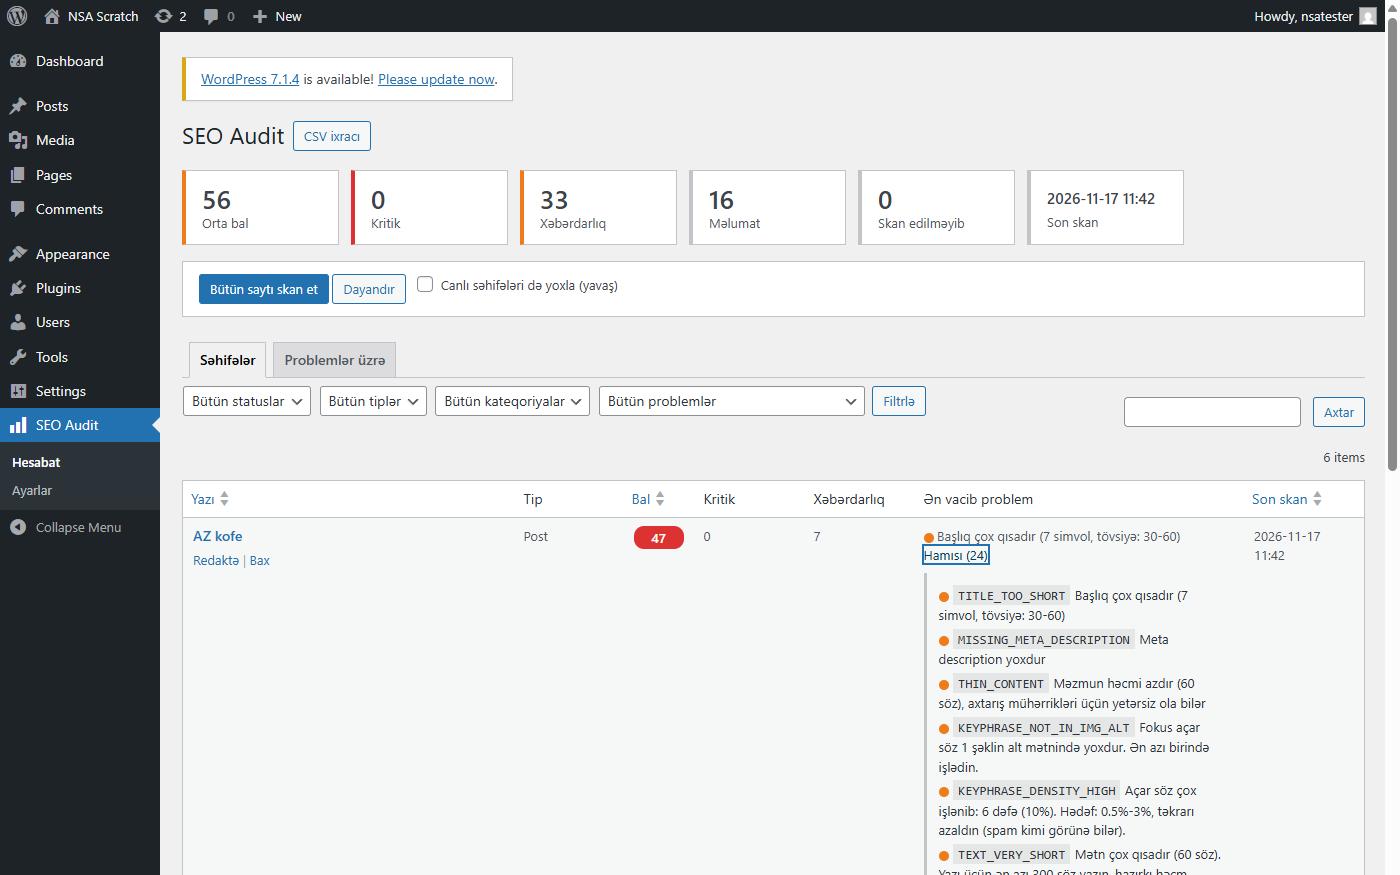 NSA Scratch
2
0
New
Howdy, nsatester
Dashboard
Posts
Media
Pages
Comments
Appearance
Plugins
Users
Tools
Settings
SEO Audit
Hesabat
Ayarlar
Collapse Menu
WordPress 7.1.4 is available! Please update now.
SEO Audit
CSV ixracı
56
Orta bal
0
Kritik
33
Xəbərdarlıq
16
Məlumat
0
Skan edilməyib
2026-11-17 11:42
Son skan
Bütün saytı skan et
Dayandır
Canlı səhifələri də yoxla (yavaş)
Səhifələr
Problemlər üzrə
Bütün statuslar
Bütün tiplər
Bütün kateqoriyalar
Bütün problemlər
Filtrlə
Axtar
6 items
Yazı
Tip
Bal
Kritik
Xəbərdarlıq
Ən vacib problem
Son skan
AZ kofe
Redaktə | Bax
Post
47
0
7
Başlıq çox qısadır (7 simvol, tövsiyə: 30-60)
Hamısı (24)
2026-11-17
11:42
TITLE_TOO_SHORT Başlıq çox qısadır (7
simvol, tövsiyə: 30-60)
MISSING_META_DESCRIPTION Meta
description yoxdur
THIN_CONTENT Məzmun həcmi azdır (60
söz), axtarış mühərrikləri üçün yetərsiz ola bilər
KEYPHRASE_NOT_IN_IMG_ALT Fokus açar
söz 1 şəklin alt mətnində yoxdur. Ən azı birində
işlədin.
KEYPHRASE_DENSITY_HIGH Açar söz çox
işlənib: 6 dəfə (10%). Hədəf: 0.5%-3%, təkrarı
azaldın (spam kimi görünə bilər).
TEXT_VERY_SHORT Mətn çox qısadır (60 söz).
Yazı üçün ən azı 300 söz yazın, hazırkı həcm